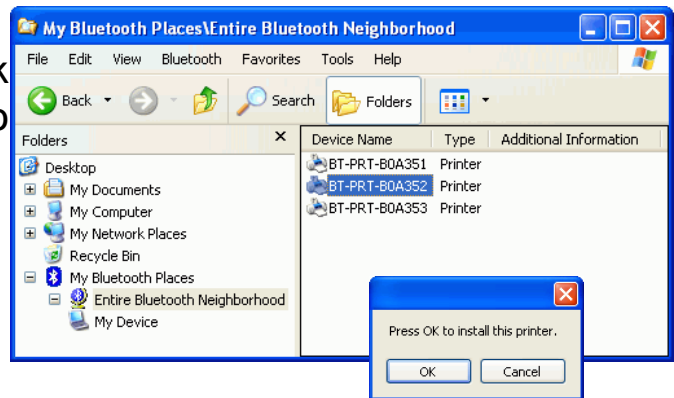 My Bluetooth Places\Entire Bluetooth Neighborhood
File Edit View Bluetooth Favorites Tools Help
k
Back Search Folders
o
Folders × Device Name Type Additional Information
Desktop
BT-PRT-B0A351 Printer
My Documents
BT-PRT-B0A352 Printer
My Computer
BT-PRT-B0A353 Printer
My Network Places
Recycle Bin
My Bluetooth Places
Entire Bluetooth Neighborhood
My Device
Press OK to install this printer.
OK Cancel